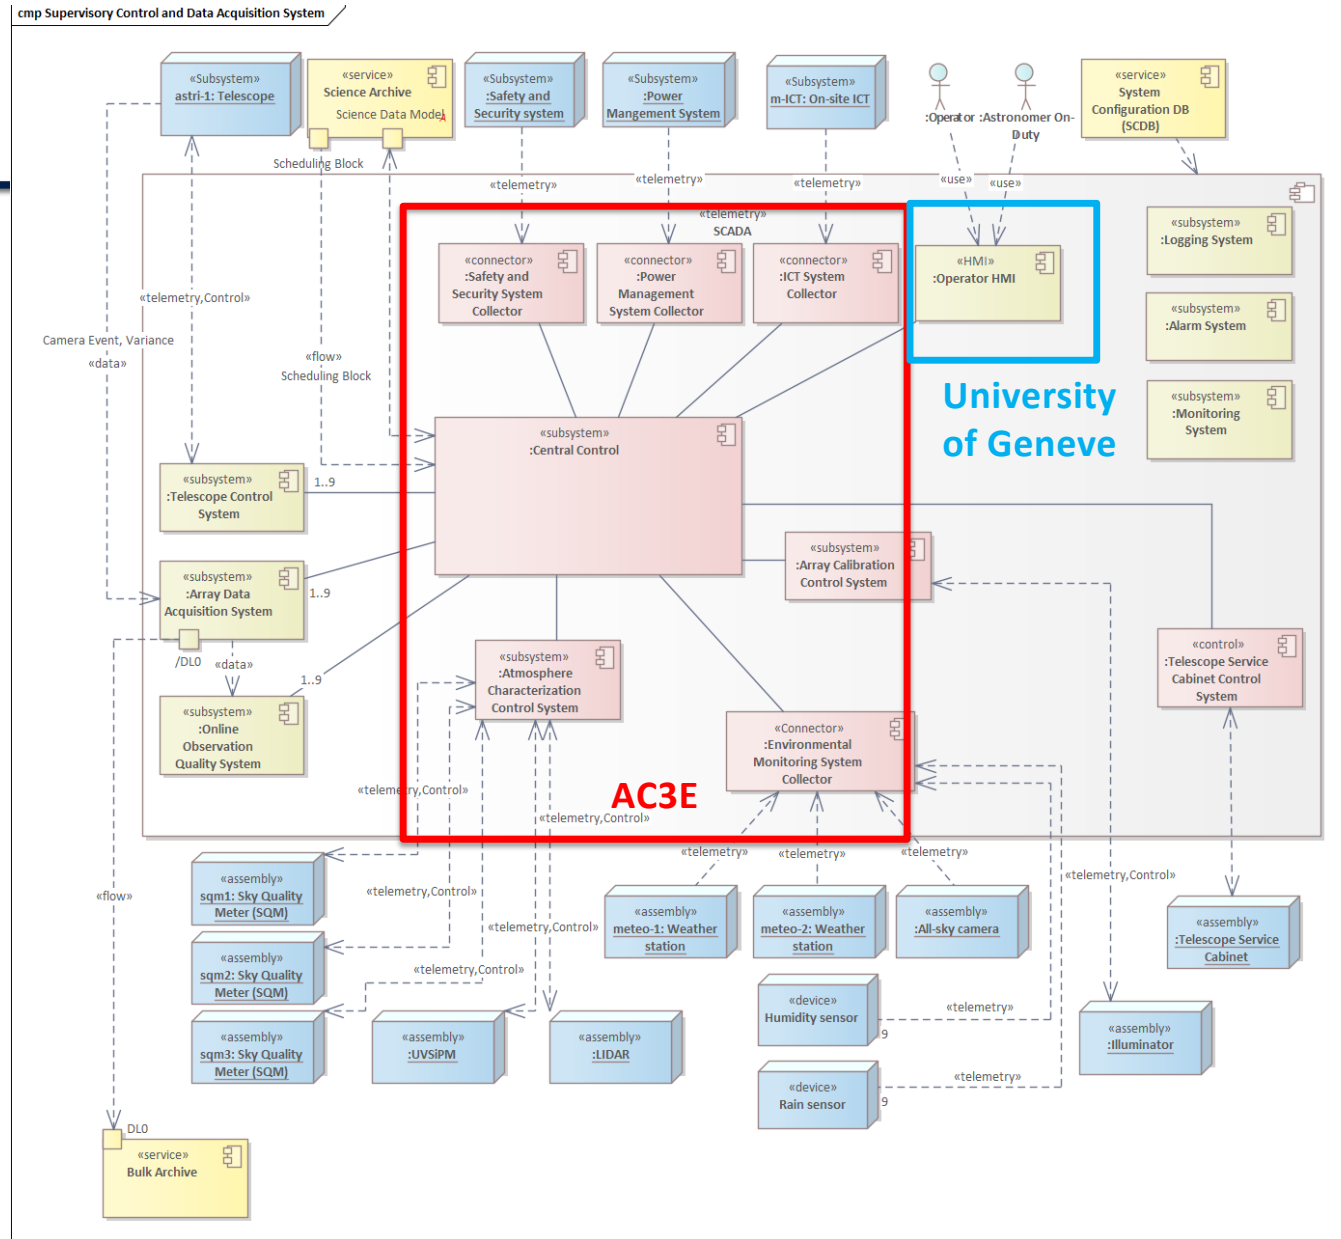 cmp Supervisory Control and Data Acquisition System
«Subsystem»
astri-1: Telescope
«service»
Science Archive
Science Data Model
Scheduling Block
«Subsystem»
:Safety and
Security system
«Subsystem»
:Power
Mangement System
«Subsystem»
m-ICT: On-site ICT
:Operator
:Astronomer On-
Duty
«service»
System
Configuration DB
(SCDB)
«telemetry»
«telemetry»
«telemetry»
«use»
«use»
«telemetry»
SCADA
«connector»
:Safety and
Security System
Collector
«connector»
:Power
Management
System Collector
«connector»
:ICT System
Collector
«HMI»
:Operator HMI
«subsystem»
:Logging System
«subsystem»
:Alarm System
«subsystem»
:Monitoring
System
«telemetry,Control»
Camera Event, Variance
«data»
«flow»
Scheduling Block
University
of Geneve
«subsystem»
:Central Control
«subsystem»
:Telescope Control
System
1..9
«subsystem»
:Array Data
Acquisition System
1..9
/DL0
«data»
«subsystem»
:Online
Observation
Quality System
1..9
«subsystem»
:Array Calibration
Control System
«subsystem»
:Atmosphere
Characterization
Control System
«Connector»
:Environmental
Monitoring System
Collector
«control»
:Telescope Service
Cabinet Control
System
AC3E
«telemetry,Control»
«telemetry,Control»
«telemetry»
«telemetry»
«telemetry»
«telemetry,Control»
«flow»
«telemetry,Control»
«telemetry,Control»
«telemetry,Control»
«assembly»
sqm1: Sky Quality
Meter (SQM)
«assembly»
sqm2: Sky Quality
Meter (SQM)
«assembly»
sqm3: Sky Quality
Meter (SQM)
«assembly»
:UVSiPM
«assembly»
:LIDAR
«assembly»
meteo-1: Weather
station
«assembly»
meteo-2: Weather
station
«assembly»
:All-sky camera
«device»
Humidity sensor
9
«telemetry»
«device»
Rain sensor
9
«telemetry»
«assembly»
:Telescope Service
Cabinet
«assembly»
:Illuminator
DL0
«service»
Bulk Archive